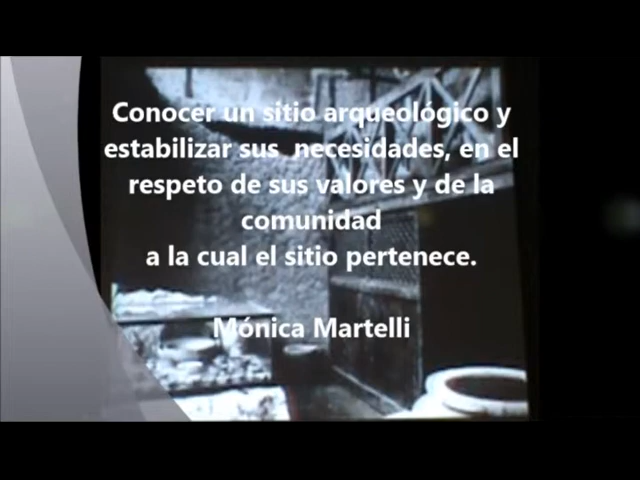 Conocer un sitio arqueológico y
estabilizar sus necesidades, en el
respeto de sus valores y de la
comunidad
a la cual el sitio pertenece.
Mónica Martelli